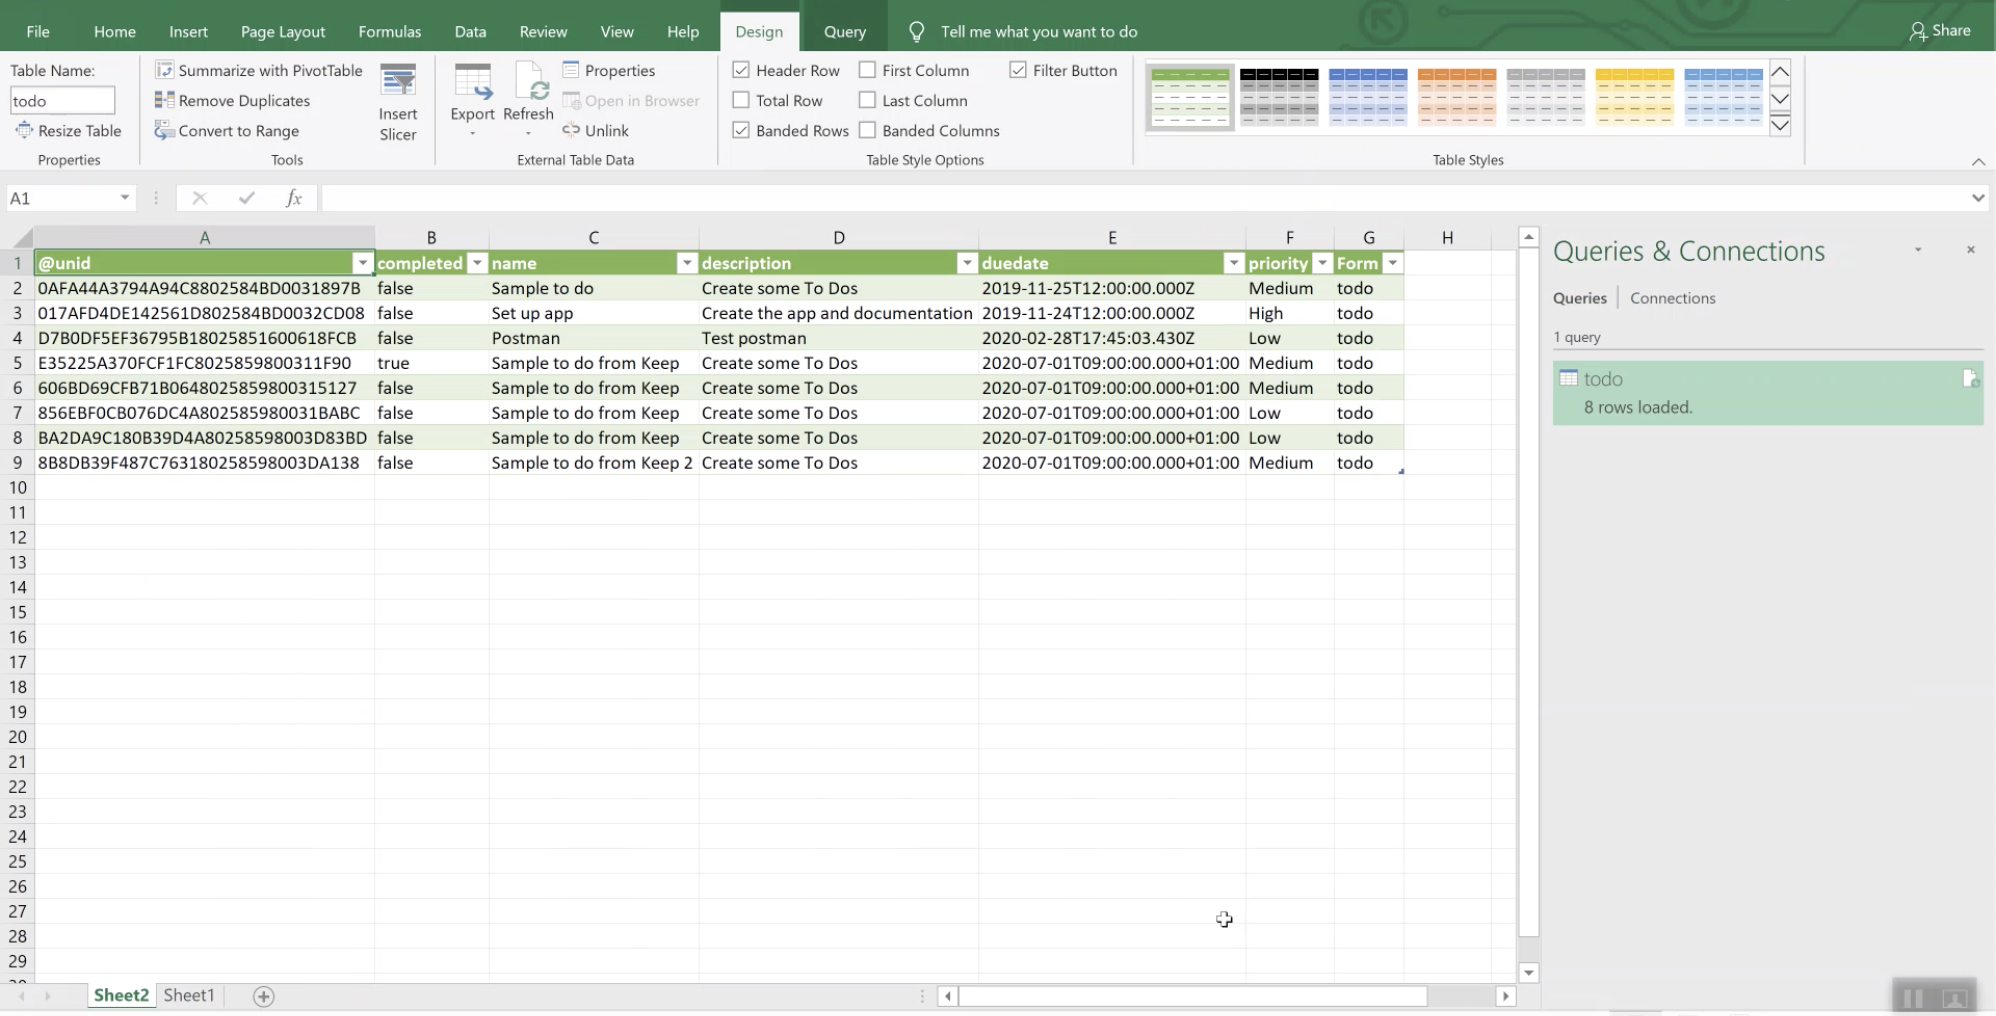 File Home Insert Page Layout Formulas Data Review View Help Design Query Tell me what you want to do Share
Table Name:
todo
Resize Table
Properties
Summarize with PivotTable
Remove Duplicates
Convert to Range
Tools
Insert
Slicer
Export
Refresh
Properties
Open in Browser
Unlink
External Table Data
Header Row First Column Filter Button
Total Row Last Column
Banded Rows Banded Columns
Table Style Options
Table Styles
A1 fx
A B C D E F G H
1 @unid completed name description duedate priority Form
2 0AFA44A3794A94C8802584BD0031897B false Sample to do Create some To Dos 2019-11-25T12:00:00.000Z Medium todo
3 017AFD4DE142561D802584BD0032CD08 false Set up app Create the app and documentation 2019-11-24T12:00:00.000Z High todo
4 D7B0DF5EF36795B18025851600618FCB false Postman Test postman 2020-02-28T17:45:03.430Z Low todo
5 E35225A370FCF1FC8025859800311F90 true Sample to do from Keep Create some To Dos 2020-07-01T09:00:00.000+01:00 Medium todo
6 606BD69CFB71B0648025859800315127 false Sample to do from Keep Create some To Dos 2020-07-01T09:00:00.000+01:00 Medium todo
7 856EBF0CB076DC4A802585980031BABC false Sample to do from Keep Create some To Dos 2020-07-01T09:00:00.000+01:00 Low todo
8 BA2DA9C180B39D4A80258598003D83BD false Sample to do from Keep Create some To Dos 2020-07-01T09:00:00.000+01:00 Low todo
9 8B8DB39F487C763180258598003DA138 false Sample to do from Keep 2 Create some To Dos 2020-07-01T09:00:00.000+01:00 Medium todo
10
11
12
13
14
15
16
17
18
19
20
21
22
23
24
25
26
27
28
29
Sheet2 Sheet1
Queries & Connections
Queries Connections
1 query
todo
8 rows loaded.